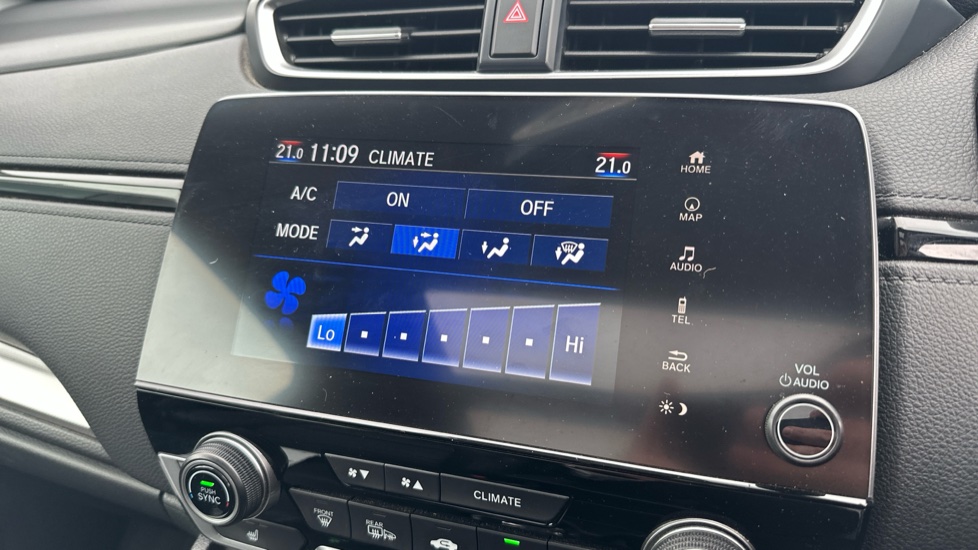 21.0 11:09 CLIMATE 21.0
A/C ON OFF
MODE
Lo Hi
HOME
MAP
AUDIO
TEL
BACK
VOL
AUDIO
PUSH
SYNC
CLIMATE
FRONT
REAR